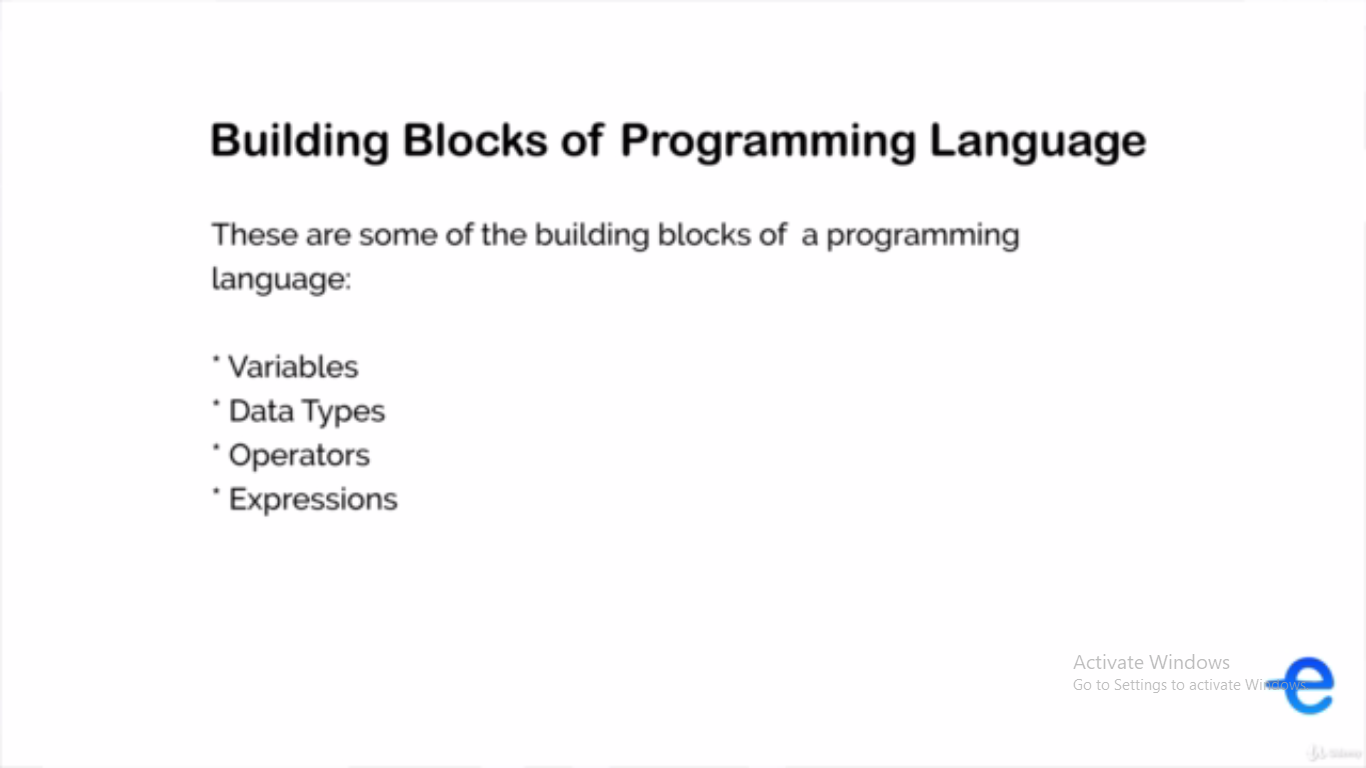 Building Blocks of Programming Language
These are some of the building blocks of a programming
language:
* Variables
* Data Types
* Operators
* Expressions
Activate Windows
Go to Settings to activate Windows.
e
Udemy